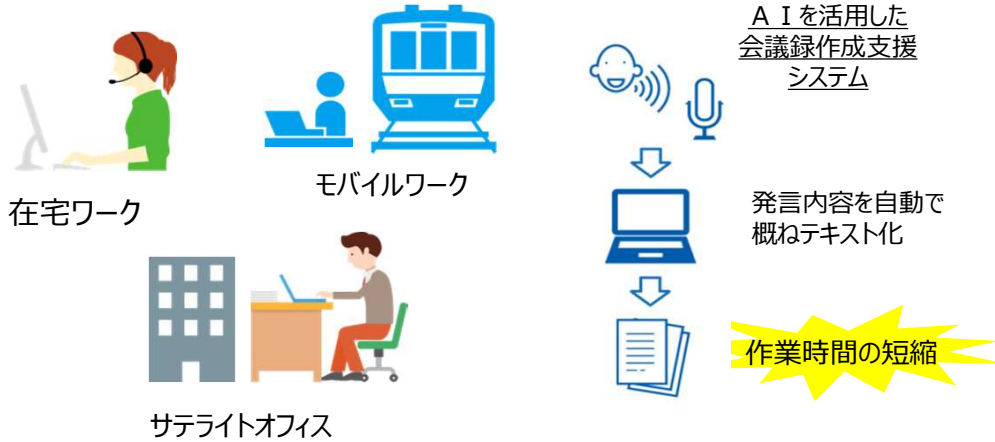 在宅ワーク
モバイルワーク
サテライトオフィス
ＡＩを活用した
会議録作成支援
システム
発言内容を自動で
概ねテキスト化
作業時間の短縮